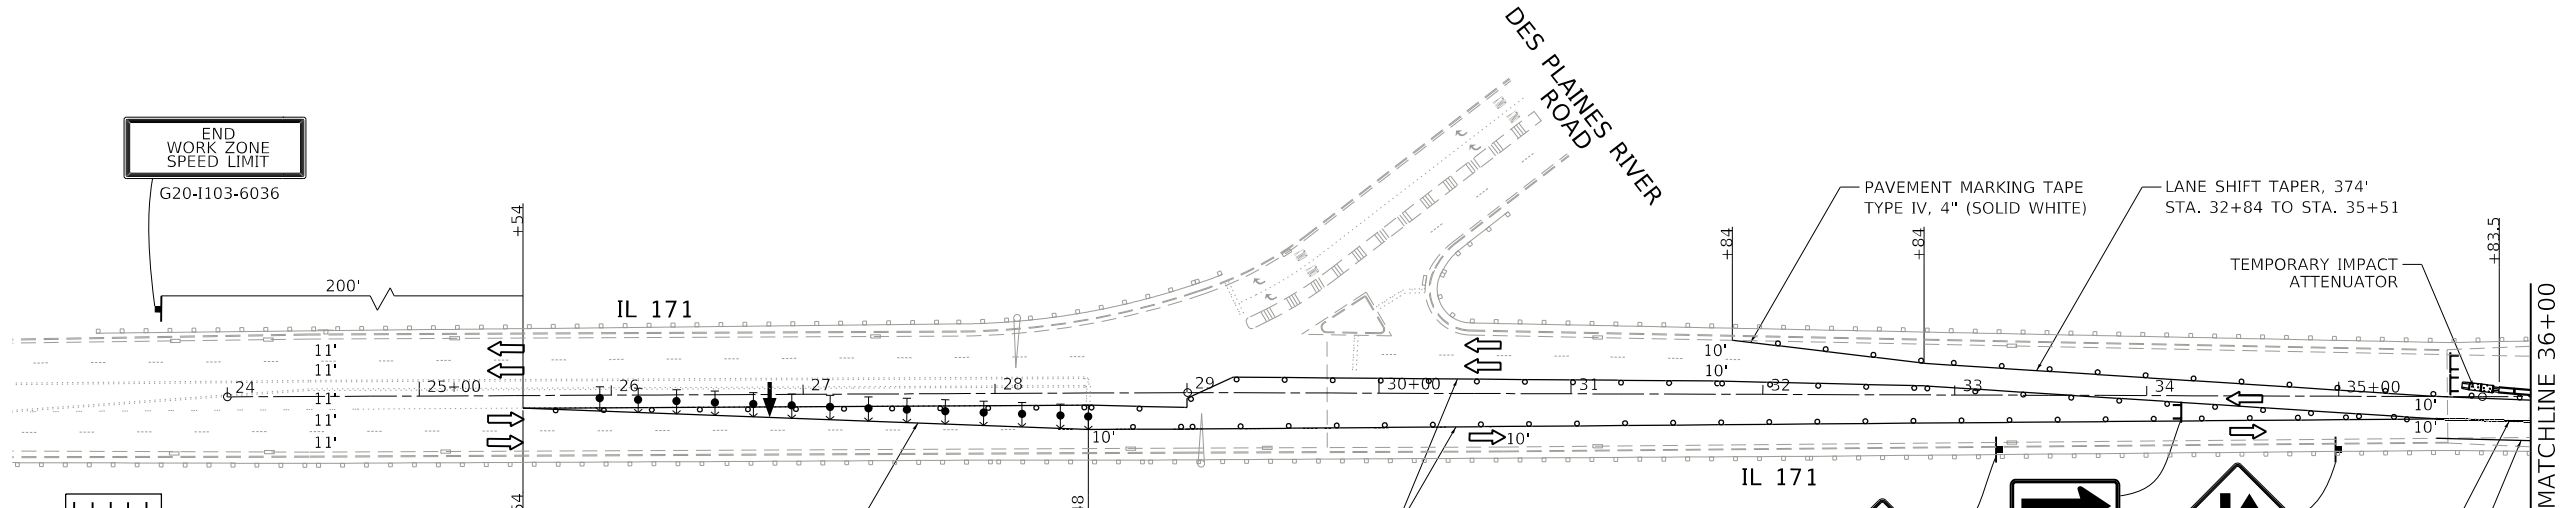 DES PLAINES RIVER
ROAD
END
WORK ZONE
SPEED LIMIT
G20-I103-6036
+54
200'
IL 171
+84
PAVEMENT MARKING TAPE
TYPE IV, 4" (SOLID WHITE)
+84
LANE SHIFT TAPER, 374'
STA. 32+84 TO STA. 35+51
TEMPORARY IMPACT
ATTENUATOR
+83.5
MATCHLINE 36+00
11'
11'
11'
11'
11'
10'
10'
24
25+00
26
27
28
29
30+00
31
32
33
34
35+00
10'
10'
10'
10'
IL 171